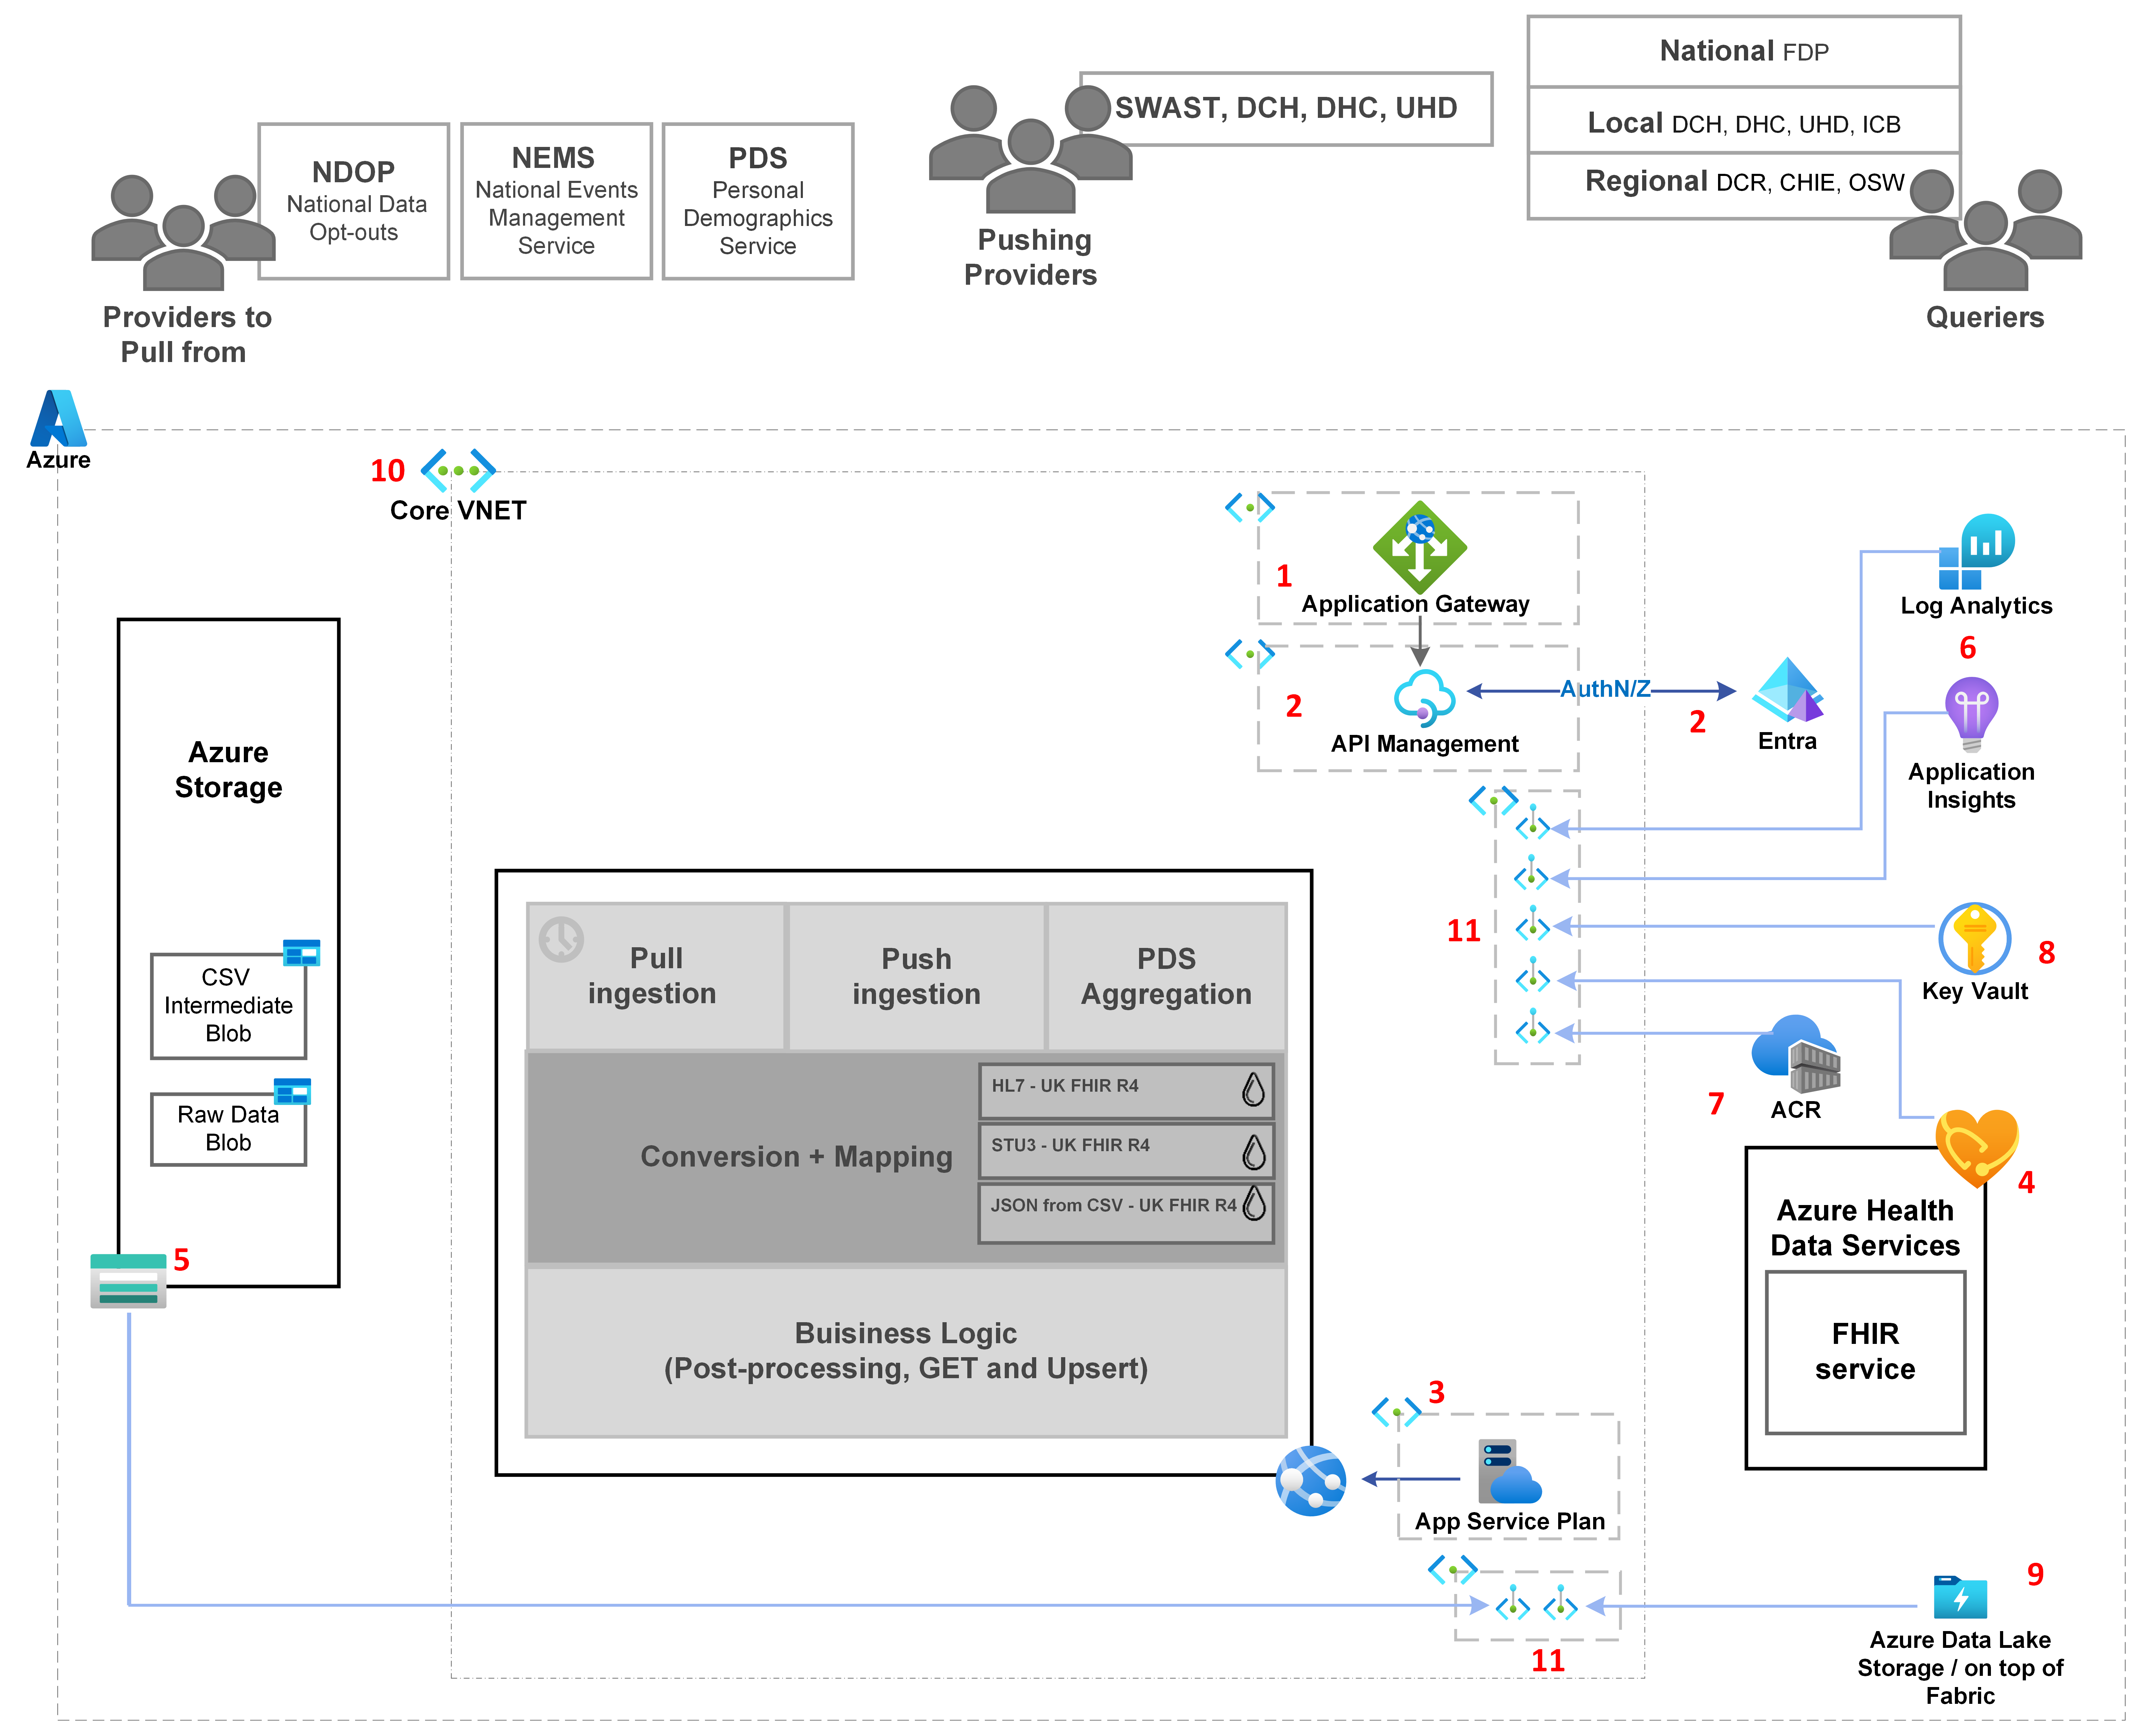 National FDP
Local DCH, DHC, UHD, ICB
Regional DCR, CHIE, OSW
Queriers
SWAST, DCH, DHC, UHD
Pushing
Providers
NDOP
National Data
Opt-outs
NEMS
National Events
Management
Service
PDS
Personal
Demographics
Service
Providers to
Pull from
Azure
10
Core VNET
1
Application Gateway
2
API Management
AuthN/Z
2
Entra
Log Analytics
6
Application
Insights
11
Key Vault
8
7
ACR
4
Azure Health
Data Services
FHIR
service
Azure
Storage
CSV
Intermediate
Blob
Raw Data
Blob
5
Pull
ingestion
Push
ingestion
PDS
Aggregation
Conversion + Mapping
HL7 - UK FHIR R4
STU3 - UK FHIR R4
JSON from CSV - UK FHIR R4
Buisiness Logic
(Post-processing, GET and Upsert)
3
App Service Plan
11
9
Azure Data Lake
Storage / on top of
Fabric